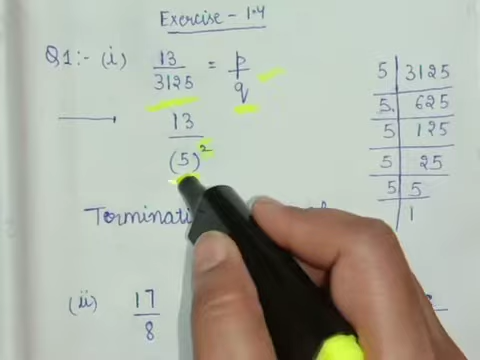 Exercise - 1.4
Q1:- (i) 13/3125 = p/q
13/(5)²
5 | 3125
5 | 625
5 | 125
5 | 25
5 | 5
1
(ii) 17/8